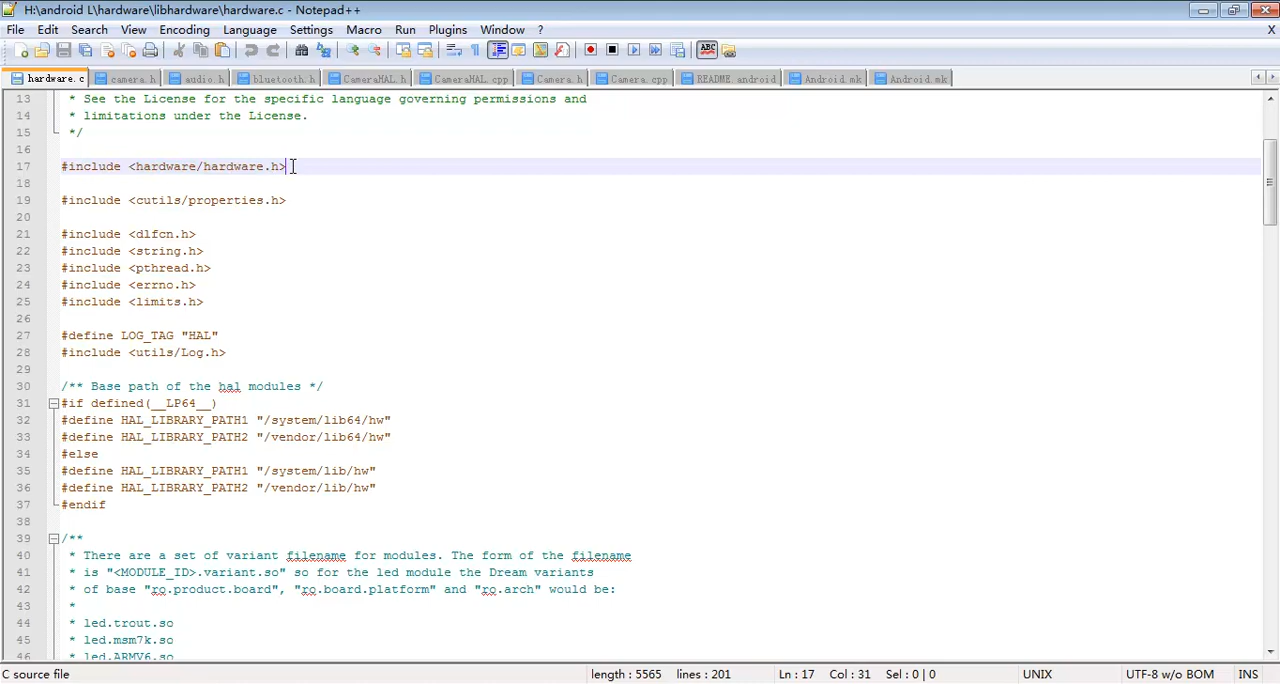 H:\android L\hardware\libhardware\hardware.c - Notepad++
File Edit Search View Encoding Language Settings Macro Run Plugins Window ? X
hardware.c camera.h audio.h bluetooth.h CameraHAL.h CameraHAL.cpp Camera.h Camera.cpp README.android Android.mk Android.mk
13 * See the License for the specific language governing permissions and
14 * limitations under the License.
15 */
16
17 #include <hardware/hardware.h>
18
19 #include <cutils/properties.h>
20
21 #include <dlfcn.h>
22 #include <string.h>
23 #include <pthread.h>
24 #include <errno.h>
25 #include <limits.h>
26
27 #define LOG_TAG "HAL"
28 #include <utils/Log.h>
29
30 /** Base path of the hal modules */
31 #if defined(__LP64__)
32 #define HAL_LIBRARY_PATH1 "/system/lib64/hw"
33 #define HAL_LIBRARY_PATH2 "/vendor/lib64/hw"
34 #else
35 #define HAL_LIBRARY_PATH1 "/system/lib/hw"
36 #define HAL_LIBRARY_PATH2 "/vendor/lib/hw"
37 #endif
38
39 /**
40 * There are a set of variant filename for modules. The form of the filename
41 * is "<MODULE_ID>.variant.so" so for the led module the Dream variants
42 * of base "ro.product.board", "ro.board.platform" and "ro.arch" would be:
43 *
44 * led.trout.so
45 * led.msm7k.so
46 * led.ARMV6.so
C source file length : 5565 lines : 201 Ln : 17 Col : 31 Sel : 0 | 0 UNIX UTF-8 w/o BOM INS